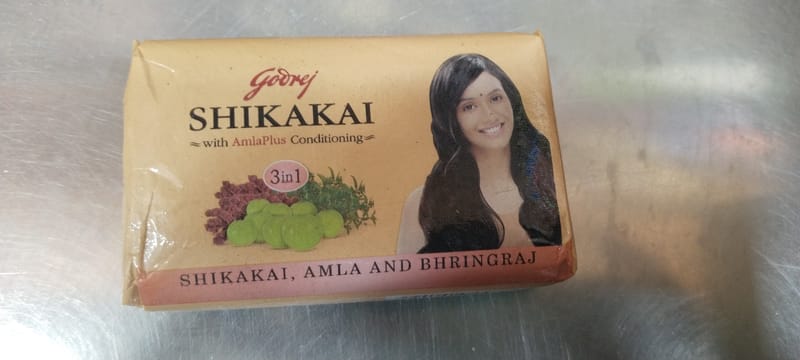 Godrej
SHIKAKAI
with AmlaPlus Conditioning
3in1
SHIKAKAI, AMLA AND BHRINGRAJ